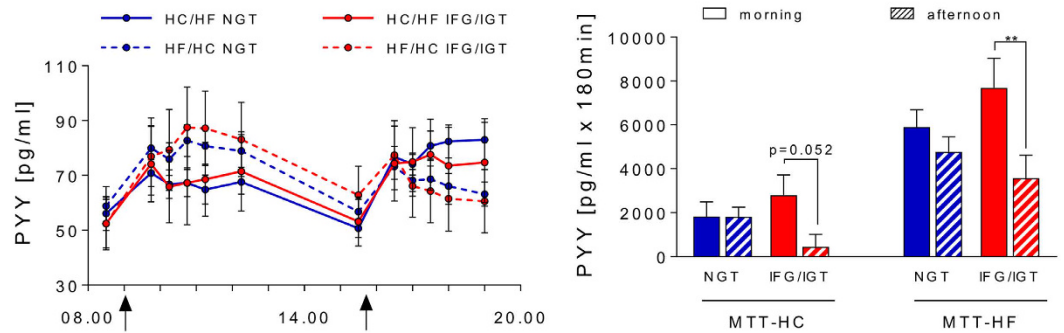 HC/HF NGT
HC/HF IFG/IGT
HF/HC NGT
HF/HC IFG/IGT
PYY [pg/ml]
110
90
70
50
30
08.00
14.00
20.00
morning
afternoon
PYY [pg/ml x 180min]
10000
8000
6000
4000
2000
0
p=0.052
**
NGT
IFG/IGT
NGT
IFG/IGT
MTT-HC
MTT-HF